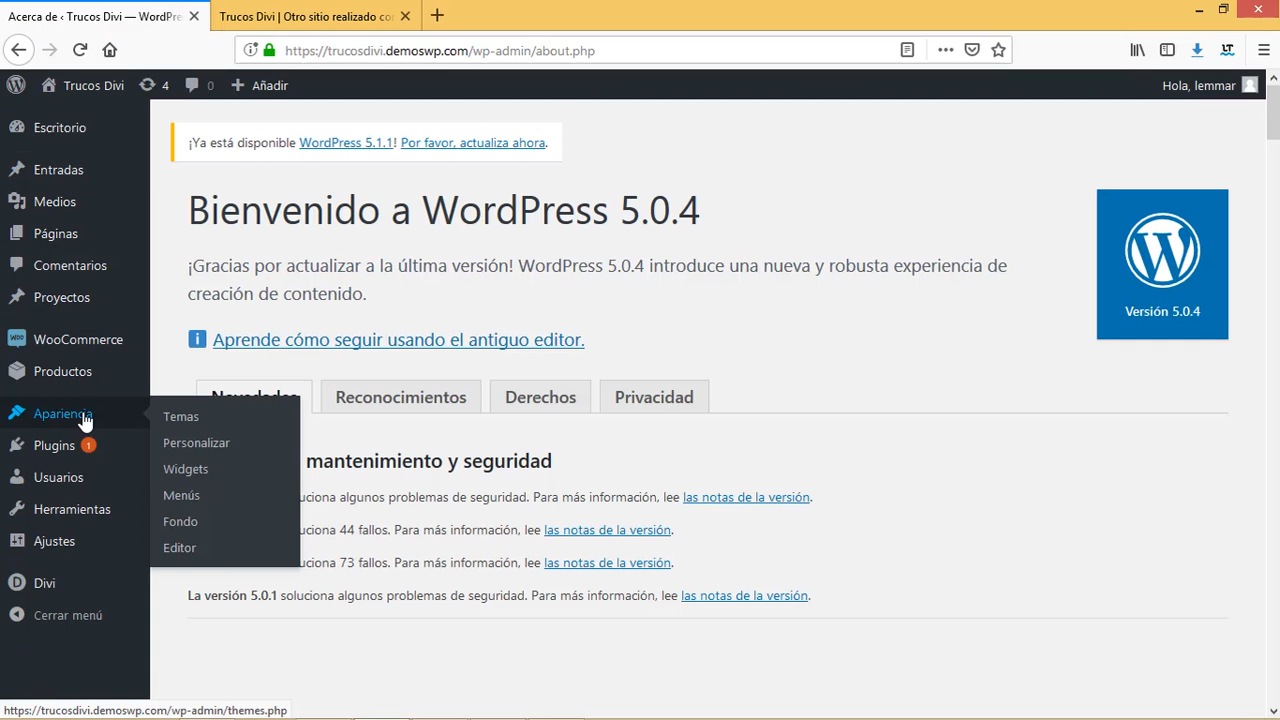 Acerca de ‹ Trucos Divi — WordPre
Trucos Divi | Otro sitio realizado co
https://trucosdivi.demoswp.com/wp-admin/about.php
Trucos Divi
4
0
Añadir
Hola, lemmar
Escritorio
Entradas
Medios
Páginas
Comentarios
Proyectos
WooCommerce
Productos
Apariencia
Plugins 1
Usuarios
Herramientas
Ajustes
Divi
Cerrar menú
Temas
Personalizar
Widgets
Menús
Fondo
Editor
¡Ya está disponible WordPress 5.1.1! Por favor, actualiza ahora.
Bienvenido a WordPress 5.0.4
¡Gracias por actualizar a la última versión! WordPress 5.0.4 introduce una nueva y robusta experiencia de
creación de contenido.
Versión 5.0.4
Aprende cómo seguir usando el antiguo editor.
Novedades
Reconocimientos
Derechos
Privacidad
mantenimiento y seguridad
uciona algunos problemas de seguridad. Para más información, lee las notas de la versión.
uciona 44 fallos. Para más información, lee las notas de la versión.
uciona 73 fallos. Para más información, lee las notas de la versión.
La versión 5.0.1 soluciona algunos problemas de seguridad. Para más información, lee las notas de la versión.
https://trucosdivi.demoswp.com/wp-admin/themes.php